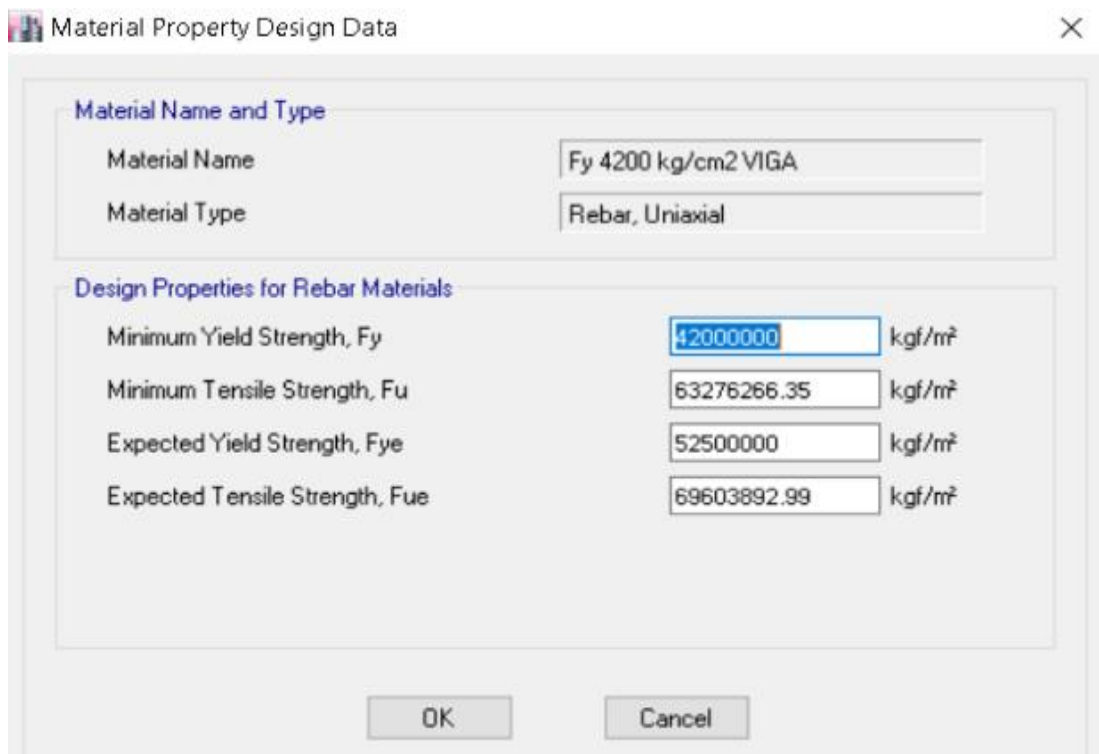 Material Property Design Data
Material Name and Type
Material Name Fy 4200 kg/cm2 VIGA
Material Type Rebar, Uniaxial
Design Properties for Rebar Materials
Minimum Yield Strength, Fy 42000000 kgf/m²
Minimum Tensile Strength, Fu 63276266.35 kgf/m²
Expected Yield Strength, Fye 52500000 kgf/m²
Expected Tensile Strength, Fue 69603892.99 kgf/m²
OK Cancel